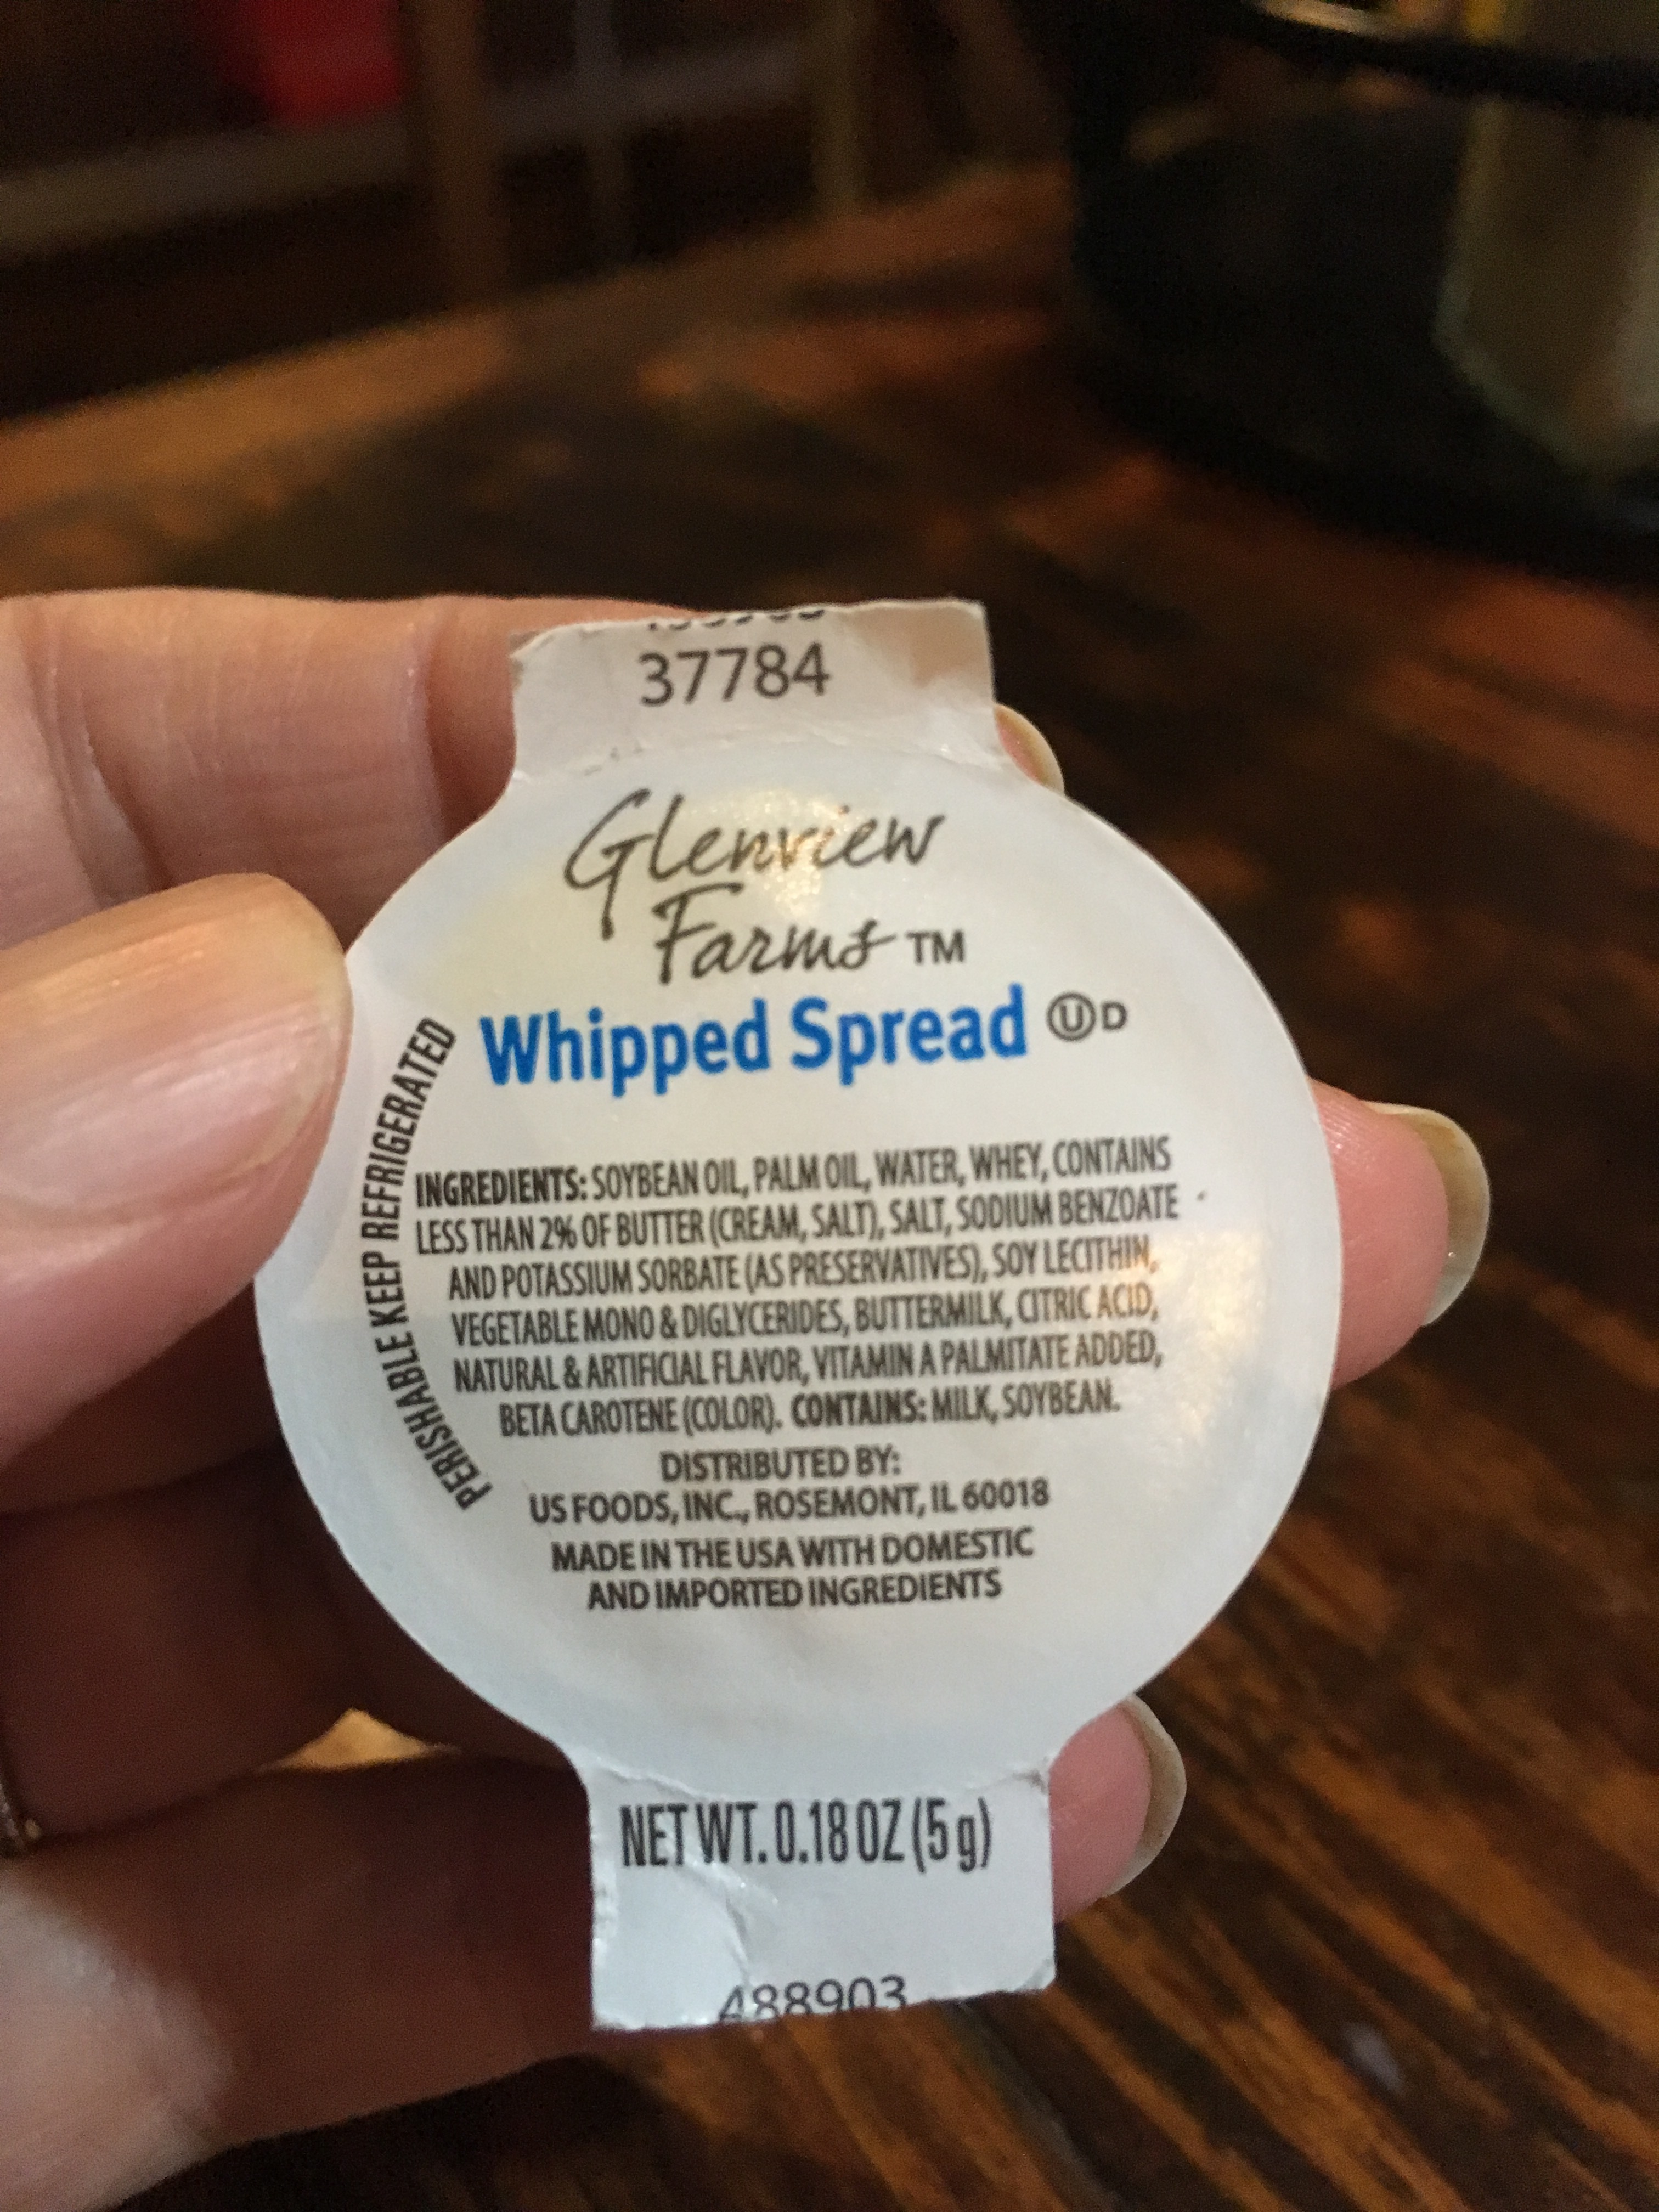 37784
Glenview
Farms TM
Whipped Spread U D
PERISHABLE KEEP REFRIGERATED
INGREDIENTS: SOYBEAN OIL, PALM OIL, WATER, WHEY, CONTAINS
LESS THAN 2% OF BUTTER (CREAM, SALT), SALT, SODIUM BENZOATE
AND POTASSIUM SORBATE (AS PRESERVATIVES), SOY LECITHIN,
VEGETABLE MONO & DIGLYCERIDES, BUTTERMILK, CITRIC ACID,
NATURAL & ARTIFICIAL FLAVOR, VITAMIN A PALMITATE ADDED,
BETA CAROTENE (COLOR). CONTAINS: MILK, SOYBEAN.
DISTRIBUTED BY:
US FOODS, INC., ROSEMONT, IL 60018
MADE IN THE USA WITH DOMESTIC
AND IMPORTED INGREDIENTS
NET WT. 0.18 OZ (5 g)
488903